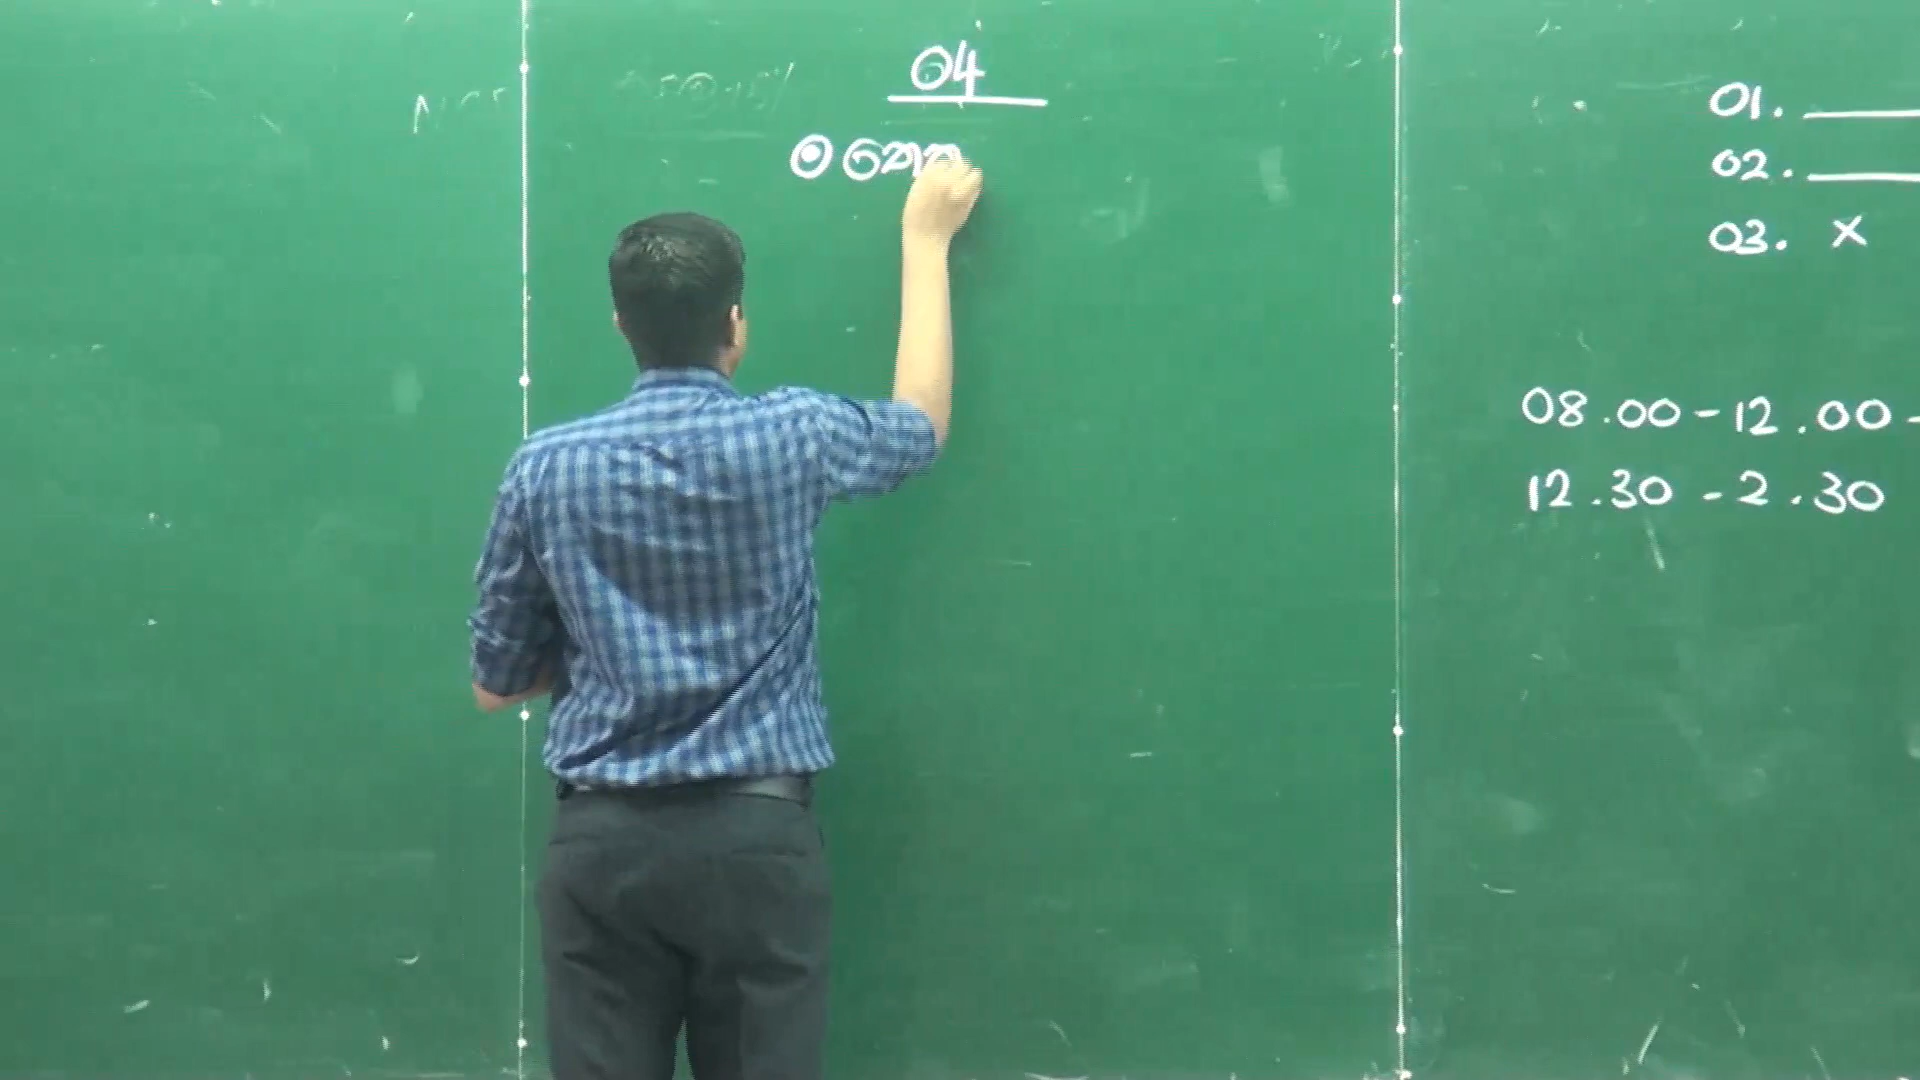 04
01.
02.
03. ×
08.00 - 12.00 -
12.30 - 2.30